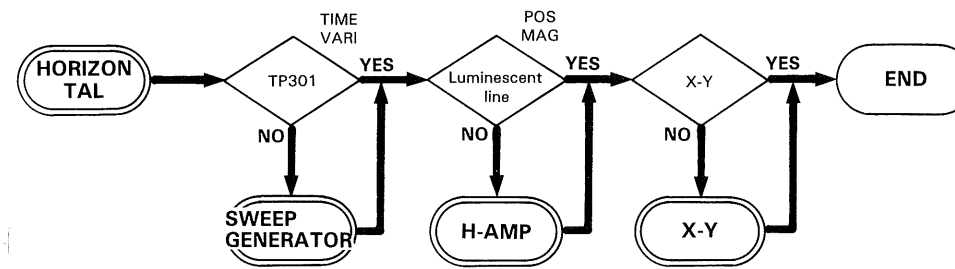 TIME
VARI
POS
MAG
HORIZON
TAL
TP301
YES
Luminescent
line
YES
X-Y
YES
END
NO
NO
NO
SWEEP
GENERATOR
H-AMP
X-Y